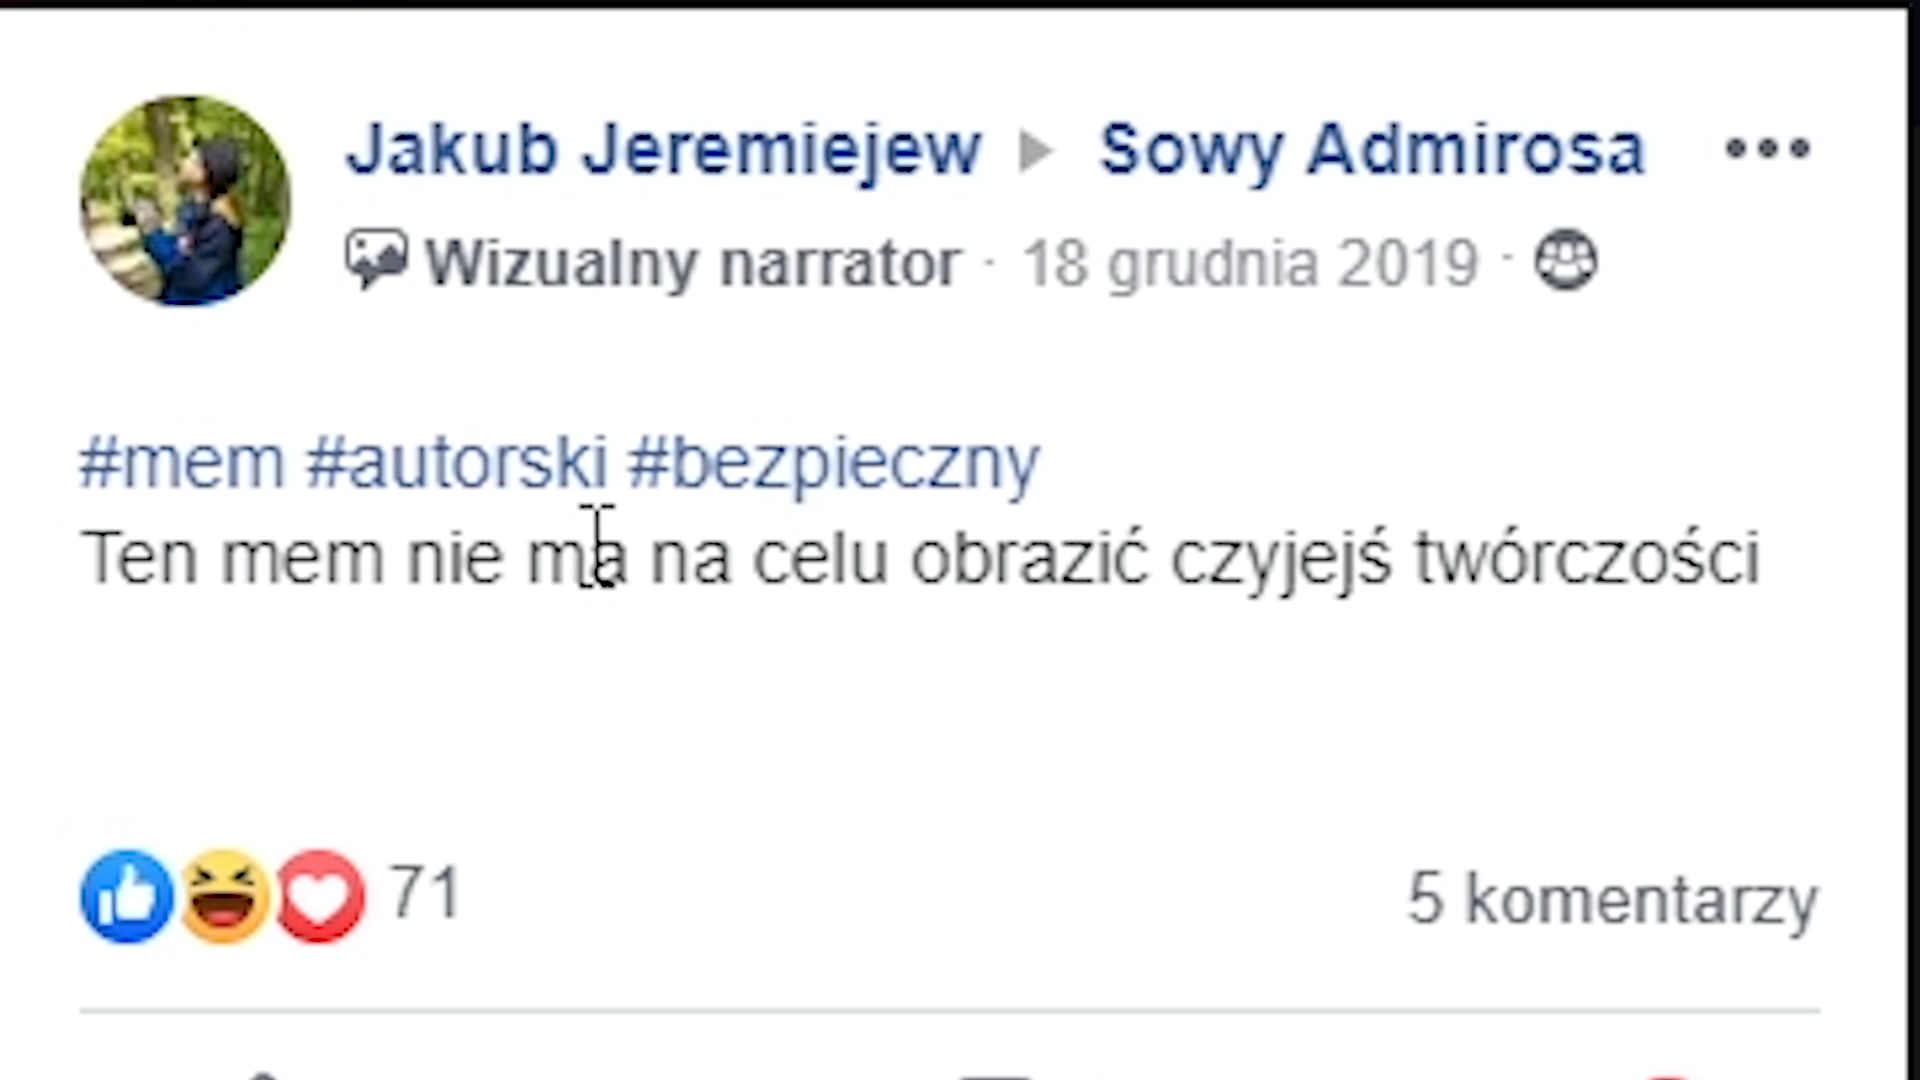 Jakub Jeremiejew ▸ Sowy Admirosa
Wizualny narrator · 18 grudnia 2019 ·
#mem #autorski #bezpieczny
Ten mem nie ma na celu obrazić czyjejś twórczości
71
5 komentarzy